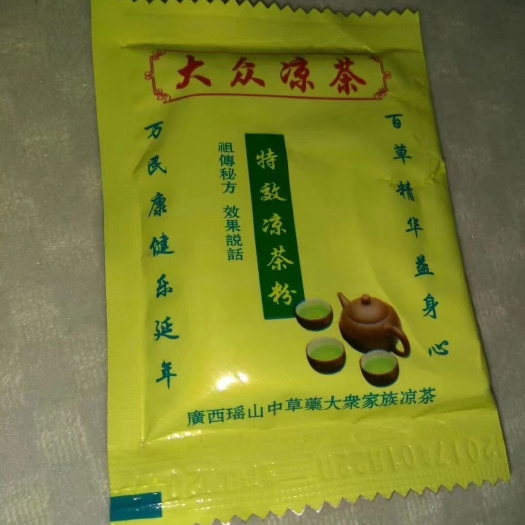 大众凉茶
百草精华益身心
特效凉茶粉
祖傳秘方 效果説話
万民康健乐延年
廣西瑶山中草藥大衆家族凉茶